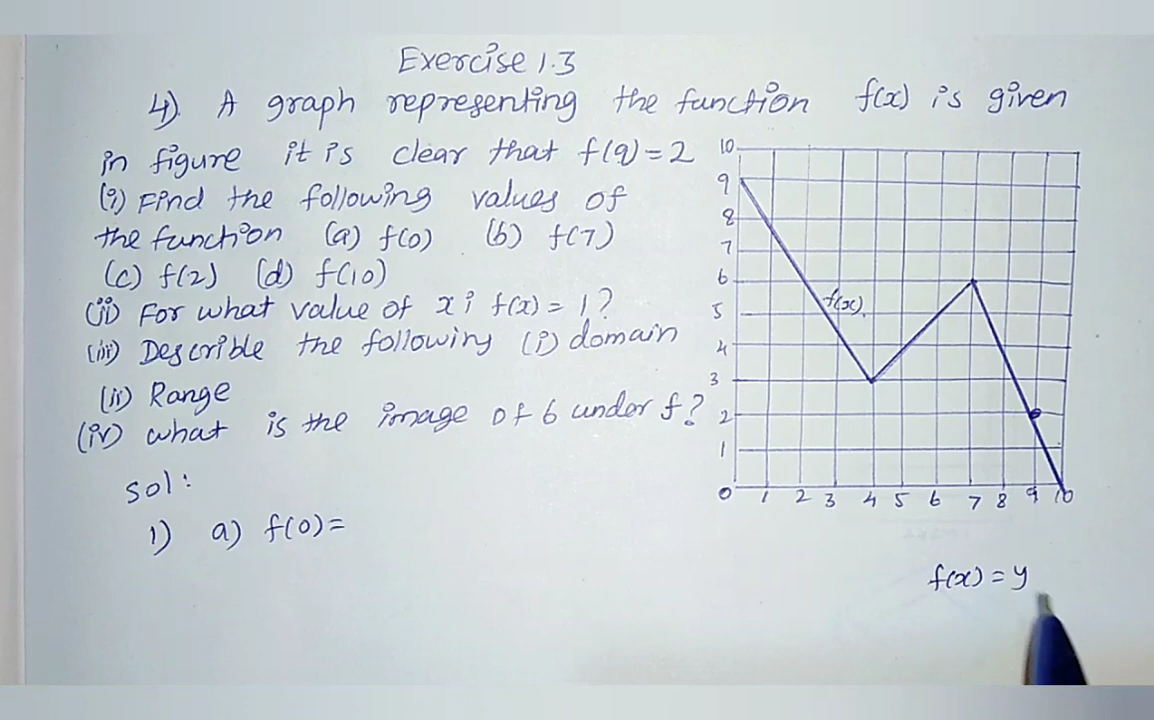 Exercise 1.3
4). A graph representing the function f(x) is given
in figure it is clear that f(9)=2
(i) Find the following values of
the function (a) f(0) (b) f(7)
(c) f(2) (d) f(10)
(ii) For what value of x i f(x) = 1?
(iii) Describle the following (i) domain
(ii) Range
(iv) what is the image of 6 under f?
sol:
1) a) f(0)=
10
9
8
7
6
5
4
3
2
1
0 1 2 3 4 5 6 7 8 9 10
f(x).
f(x) = y